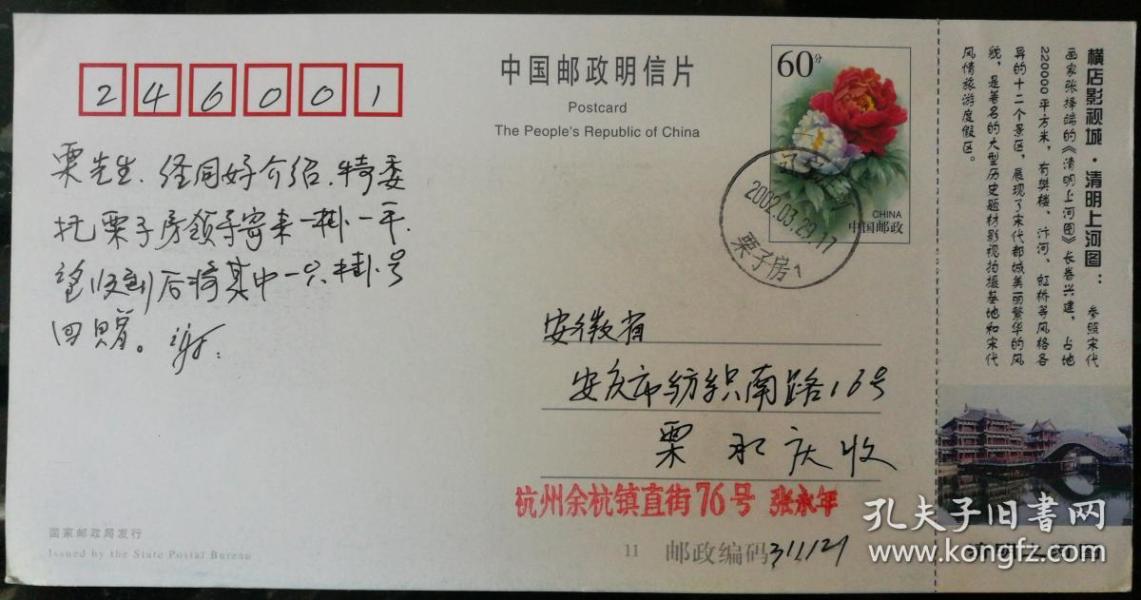 246001
中国邮政明信片
Postcard
The People's Republic of China
60分
CHINA
中国邮政
2002.03.29.17
栗子房1
栗先生、经同好介绍、特委
托栗子房领导寄来一掛一平.
望收到后将其中一只掛号
回赐。谢!
安徽省
安庆市纺织南路16号
栗永庆收
杭州余杭镇直街76号 张永年
国家邮政局发行
Issued by the State Postal Bureau
11
邮政编码311121
横店影视城·清明上河图：参照宋代
画家张择端的《清明上河图》长卷兴建，占地
220000平方米，有樊楼、汴河、虹桥等风格各
异的十二个景区，展现了宋代都城美丽繁华的风
貌，是著名的大型历史题材影视拍摄基地和宋代
风情旅游度假区。
孔夫子旧书网
www.kongfz.com